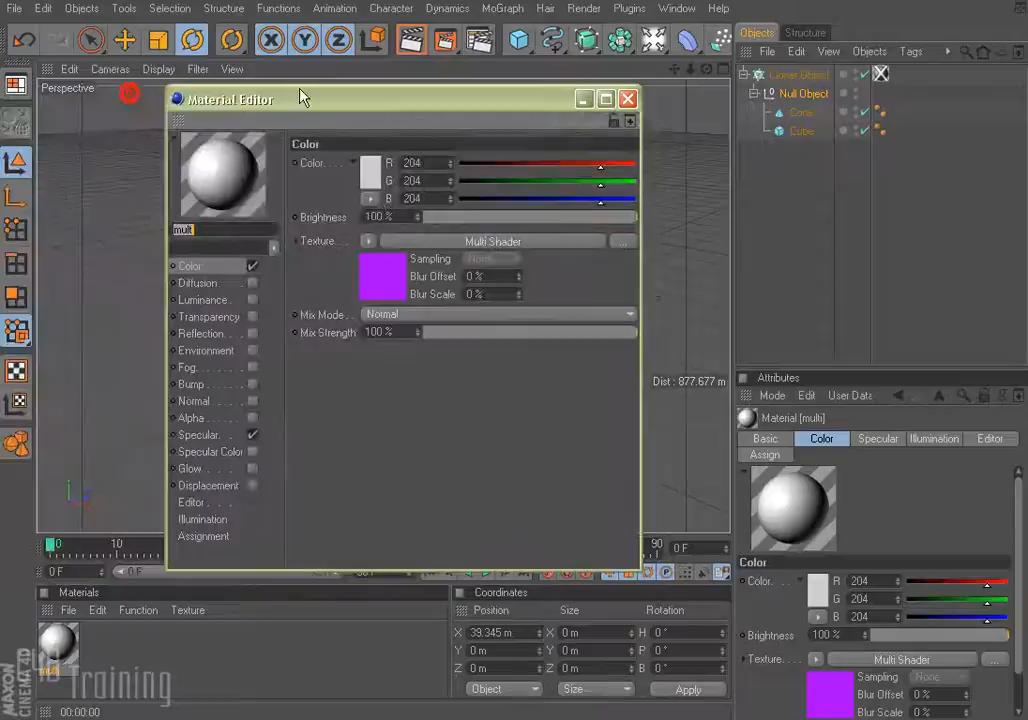 File Edit Objects Tools Selection Structure Functions Animation Character Dynamics MoGraph Hair Render Plugins Window Help
Edit Cameras Display Filter View
Perspective
Material Editor
Color
Color
R 204
G 204
B 204
mult
Brightness 100 %
Texture Multi Shader ...
Sampling None
Blur Offset 0 %
Blur Scale 0 %
Mix Mode Normal
Mix Strength 100 %
Color
Diffusion
Luminance
Transparency
Reflection
Environment
Fog
Bump
Normal
Alpha
Specular
Specular Color
Glow
Displacement
Editor
Illumination
Assignment
Dist : 877.677 m
0 10 90 0 F
0 F 0 F
Objects Structure
File Edit View Objects Tags
Cloner Object
Null Object
Cone
Cube
Attributes
Mode Edit User Data
Material [multi]
Basic Color Specular Illumination Editor
Assign
Color
Color R 204
G 204
B 204
Brightness 100 %
Texture Multi Shader ...
Sampling None
Blur Offset 0 %
Blur Scale 0 %
Materials
File Edit Function Texture
Coordinates
Position Size Rotation
X 39.345 m X 0 m H 0 °
Y 0 m Y 0 m P 0 °
Z 0 m Z 0 m B 0 °
Object Size Apply
MAXON
CINEMA 4D
Training
00:00:00